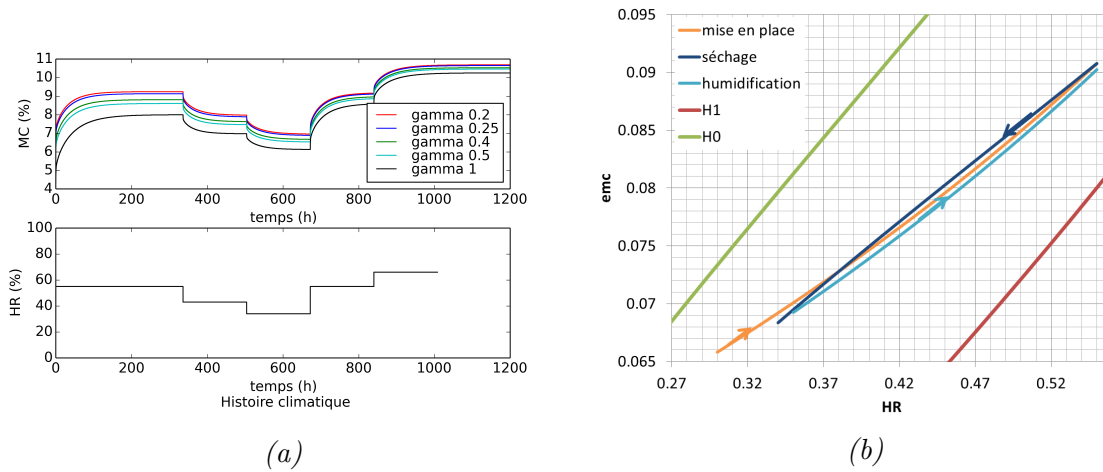 11
10
9
8
7
6
5
4
MC (%)
gamma 0.2
gamma 0.25
gamma 0.4
gamma 0.5
gamma 1
0 200 400 600 800 1000 1200
temps (h)
100
80
60
40
20
0
HR (%)
0 200 400 600 800 1000 1200
temps (h)
Histoire climatique
(a)
0.095
0.09
0.085
0.08
0.075
0.07
0.065
emc
mise en place
séchage
humidification
H1
H0
0.27 0.32 0.37 0.42 0.47 0.52
HR
(b)